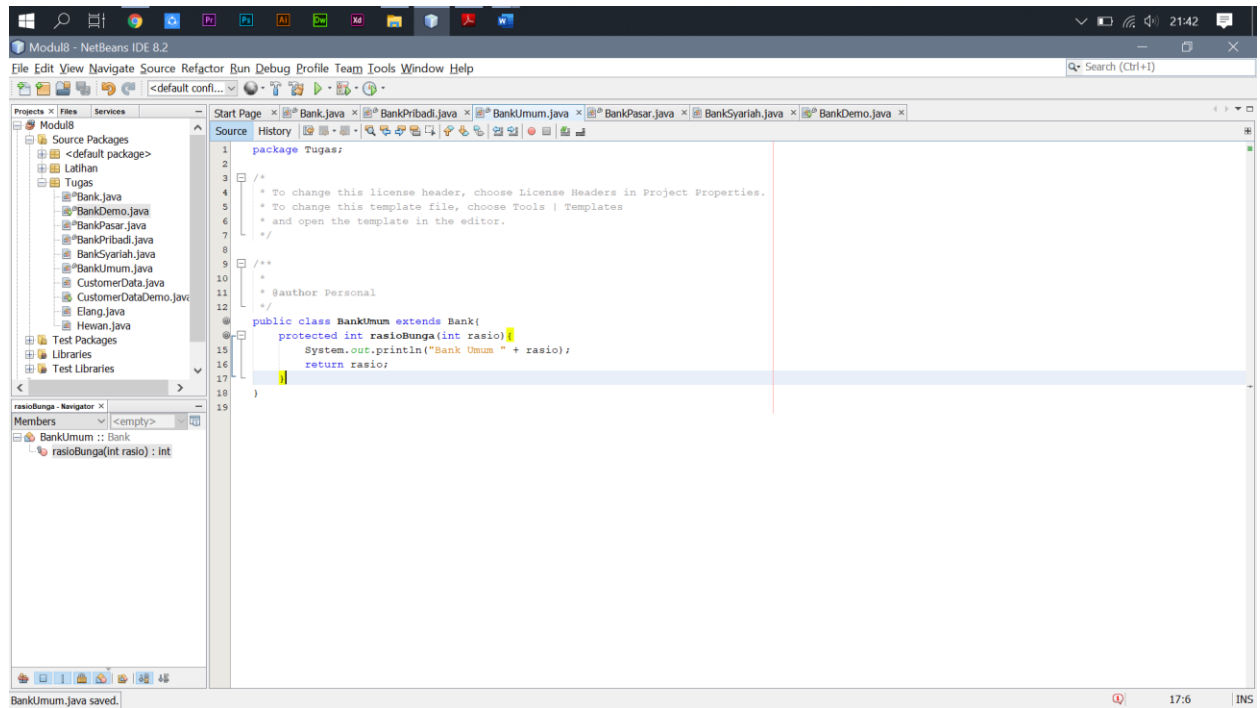 Pr Ps Ai Dw Xd 21:42
Modul8 - NetBeans IDE 8.2
File Edit View Navigate Source Refactor Run Debug Profile Team Tools Window Help
Search (Ctrl+I)
<default confi...
Projects Files Services
Start Page Bank.java BankPribadi.java BankUmum.java BankPasar.java BankSyariah.java BankDemo.java
Source History
Modul8
Source Packages
<default package>
Latihan
Tugas
Bank.java
BankDemo.java
BankPasar.java
BankPribadi.java
BankSyariah.java
BankUmum.java
CustomerData.java
CustomerDataDemo.java
Elang.java
Hewan.java
Test Packages
Libraries
Test Libraries
rasioBunga - Navigator
Members <empty>
BankUmum :: Bank
rasioBunga(int rasio) : int
1 package Tugas;
2
3 /*
4 * To change this license header, choose License Headers in Project Properties.
5 * To change this template file, choose Tools | Templates
6 * and open the template in the editor.
7 */
8
9 /**
10 *
11 * @author Personal
12 */
public class BankUmum extends Bank{
protected int rasioBunga(int rasio){
15 System.out.println("Bank Umum " + rasio);
16 return rasio;
17 }
18 }
19
BankUmum.java saved.
17:6 INS